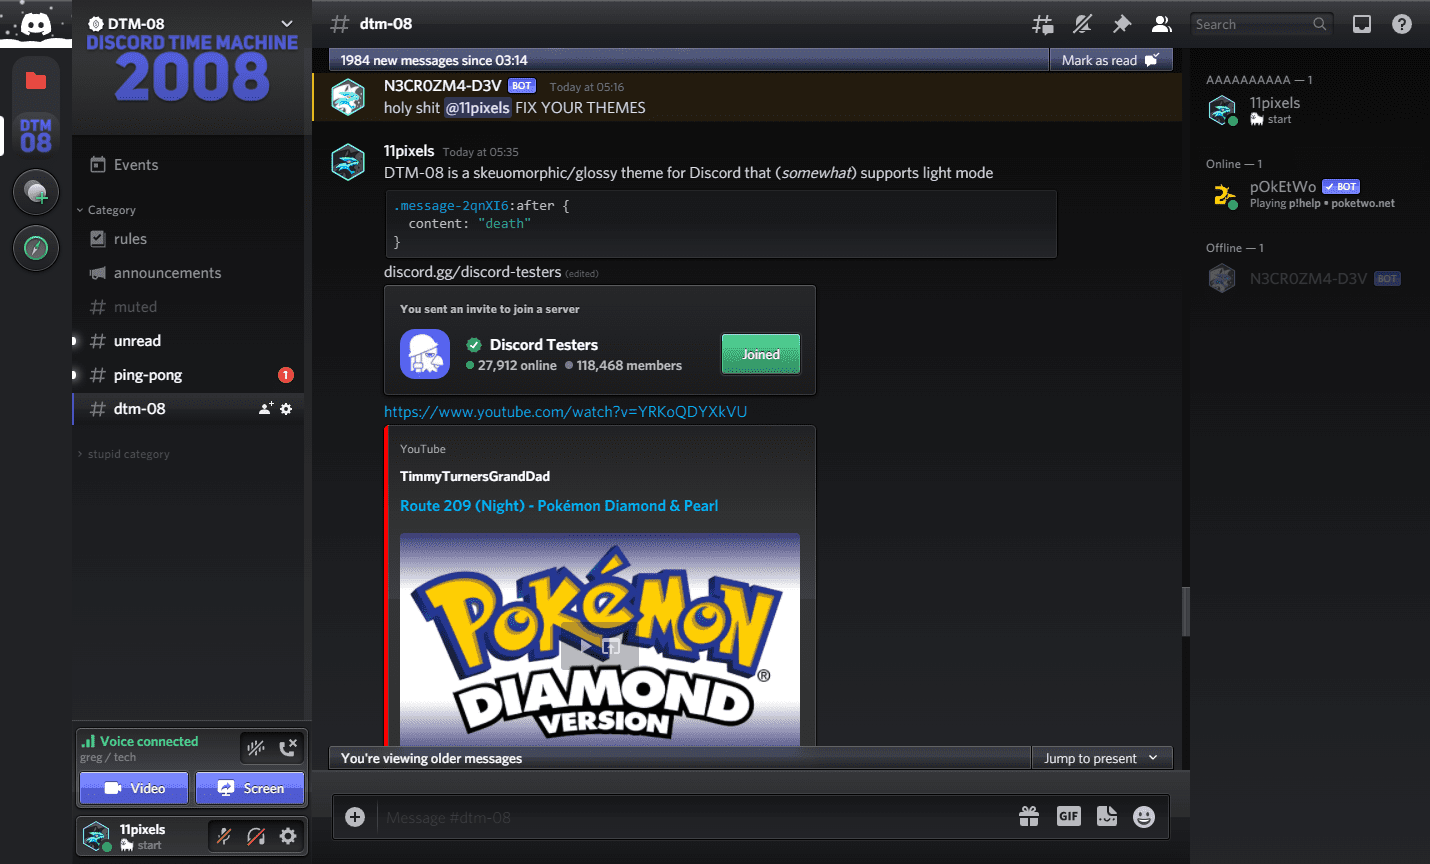 DTM-08
DISCORD TIME MACHINE
2008
DTM
08
Events
Category
rules
announcements
muted
unread
ping-pong
1
dtm-08
stupid category
Voice connected
greg / tech
Video
Screen
11pixels
start
dtm-08
Search
1984 new messages since 03:14
Mark as read
N3CR0ZM4-D3V BOT Today at 05:16
holy shit @11pixels FIX YOUR THEMES
11pixels Today at 05:35
DTM-08 is a skeuomorphic/glossy theme for Discord that (somewhat) supports light mode
.message-2qnXI6:after {
content: "death"
}
discord.gg/discord-testers (edited)
You sent an invite to join a server
Discord Testers
27,912 online 118,468 members
Joined
https://www.youtube.com/watch?v=YRKoQDYXkVU
YouTube
TimmyTurnersGrandDad
Route 209 (Night) - Pokémon Diamond & Pearl
POKéMON
®
DIAMOND
VERSION
You're viewing older messages
Jump to present
Message #dtm-08
GIF
AAAAAAAAAA — 1
11pixels
start
Online — 1
pOkEtWo BOT
Playing p!help • poketwo.net
Offline — 1
N3CR0ZM4-D3V BOT